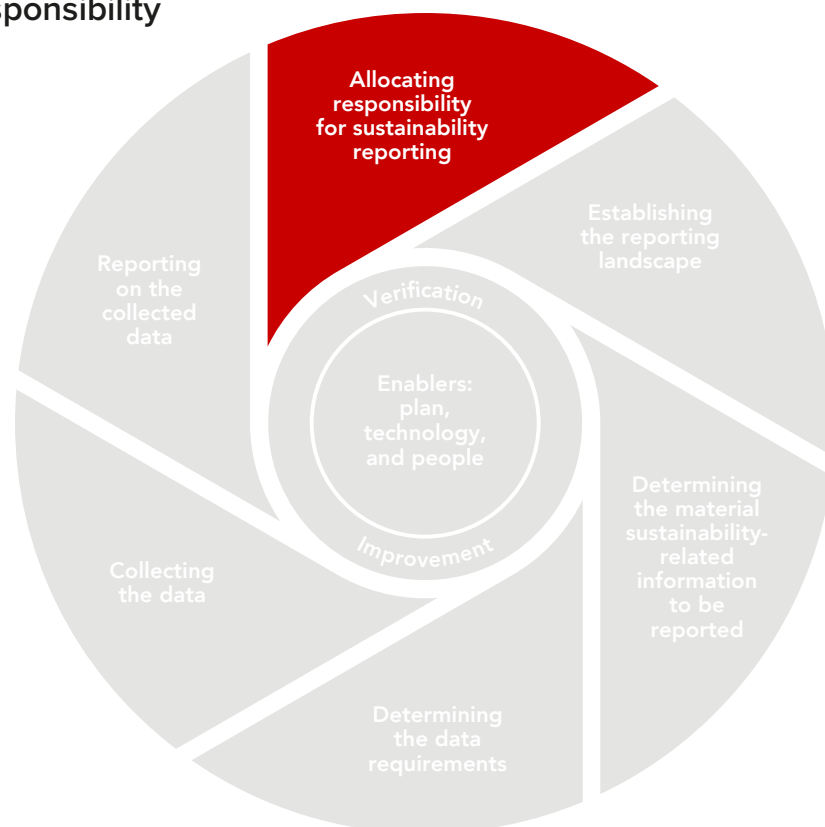 sponsibility
Allocating
responsibility
for sustainability
reporting
Establishing
the reporting
landscape
Determining
the material
sustainability-
related
information
to be
reported
Determining
the data
requirements
Collecting
the data
Reporting
on the
collected
data
Verification
Enablers:
plan,
technology,
and people
Improvement